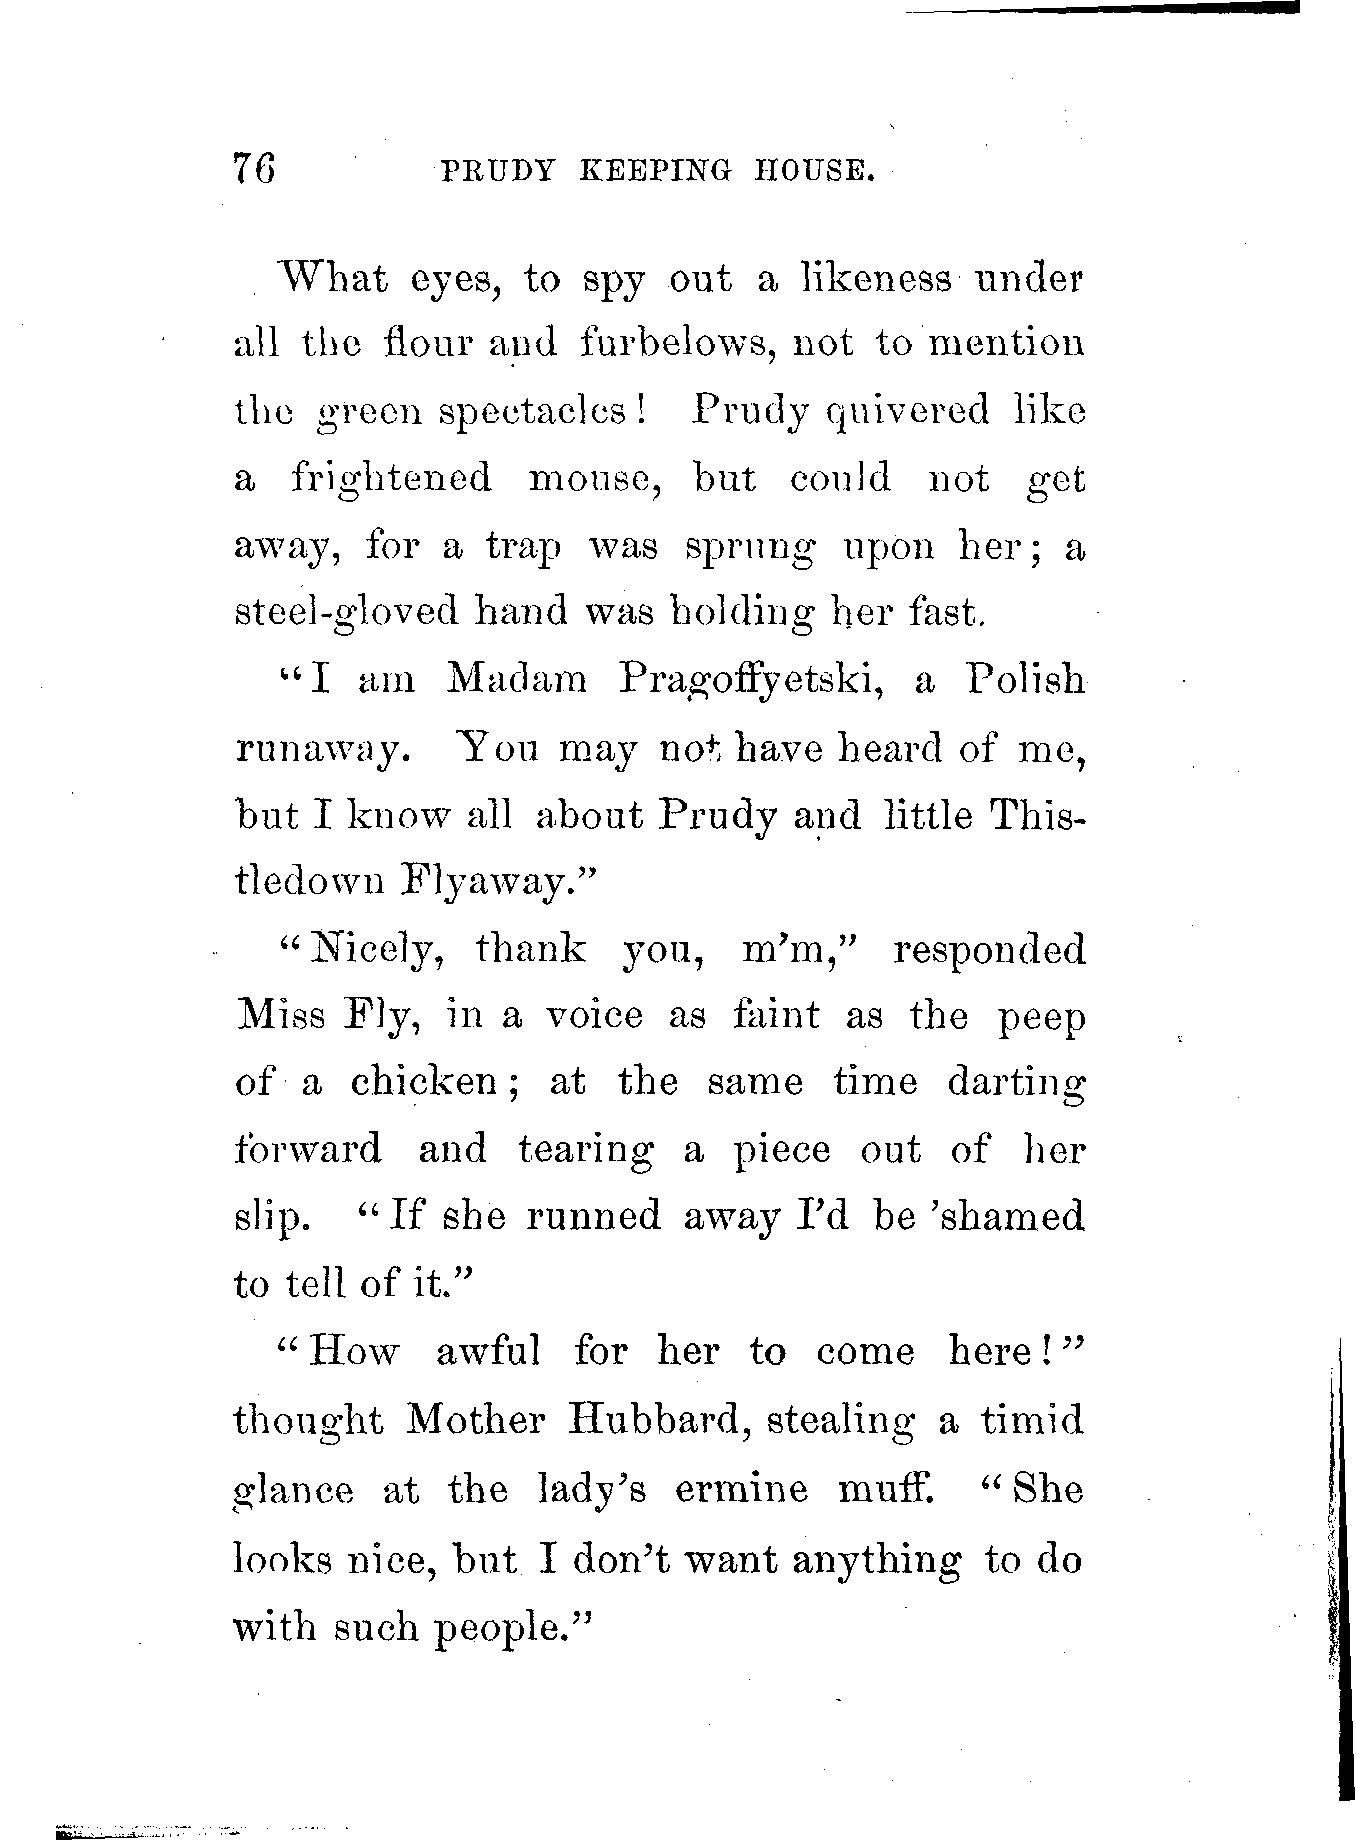 76 PRUDY KEEPING HOUSE.
What eyes, to spy out a likeness under
all the flour and furbelows, not to mention
the green spectacles! Prudy quivered like
a frightened mouse, but could not get
away, for a trap was sprung upon her; a
steel-gloved hand was holding her fast.
“I am Madam Pragoffyetski, a Polish
runaway. You may not have heard of me,
but I know all about Prudy and little This-
tledown Flyaway.”
“Nicely, thank you, m’m,” responded
Miss Fly, in a voice as faint as the peep
of a chicken; at the same time darting
forward and tearing a piece out of her
slip. “If she runned away I’d be ’shamed
to tell of it.”
“How awful for her to come here!”
thought Mother Hubbard, stealing a timid
glance at the lady’s ermine muff. “She
looks nice, but I don’t want anything to do
with such people.”